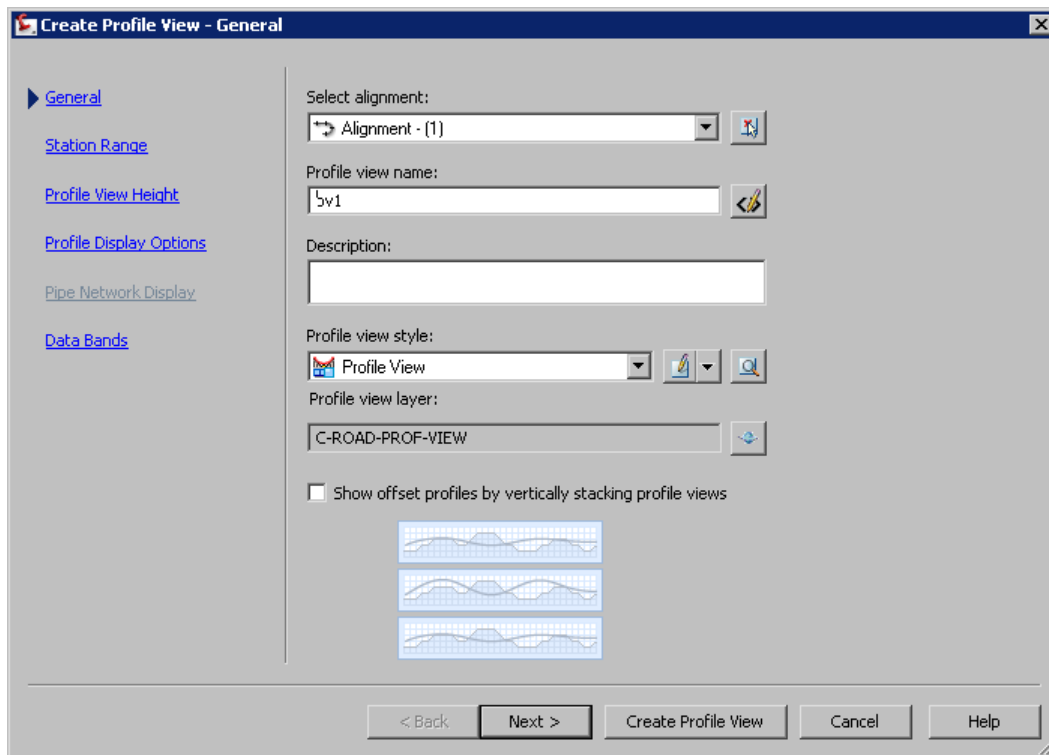 Create Profile View - General
General
Station Range
Profile View Height
Profile Display Options
Pipe Network Display
Data Bands
Select alignment:
Alignment - (1)
Profile view name:
לv1
Description:
Profile view style:
Profile View
Profile view layer:
C-ROAD-PROF-VIEW
Show offset profiles by vertically stacking profile views
< Back
Next >
Create Profile View
Cancel
Help